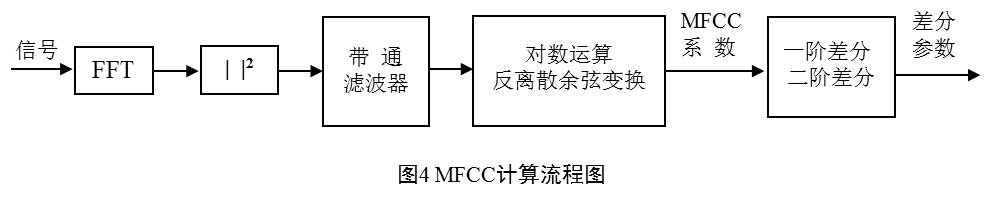 信号
FFT
| |²
带 通
滤波器
对数运算
反离散余弦变换
MFCC
系 数
一阶差分
二阶差分
差分
参数
图4 MFCC计算流程图